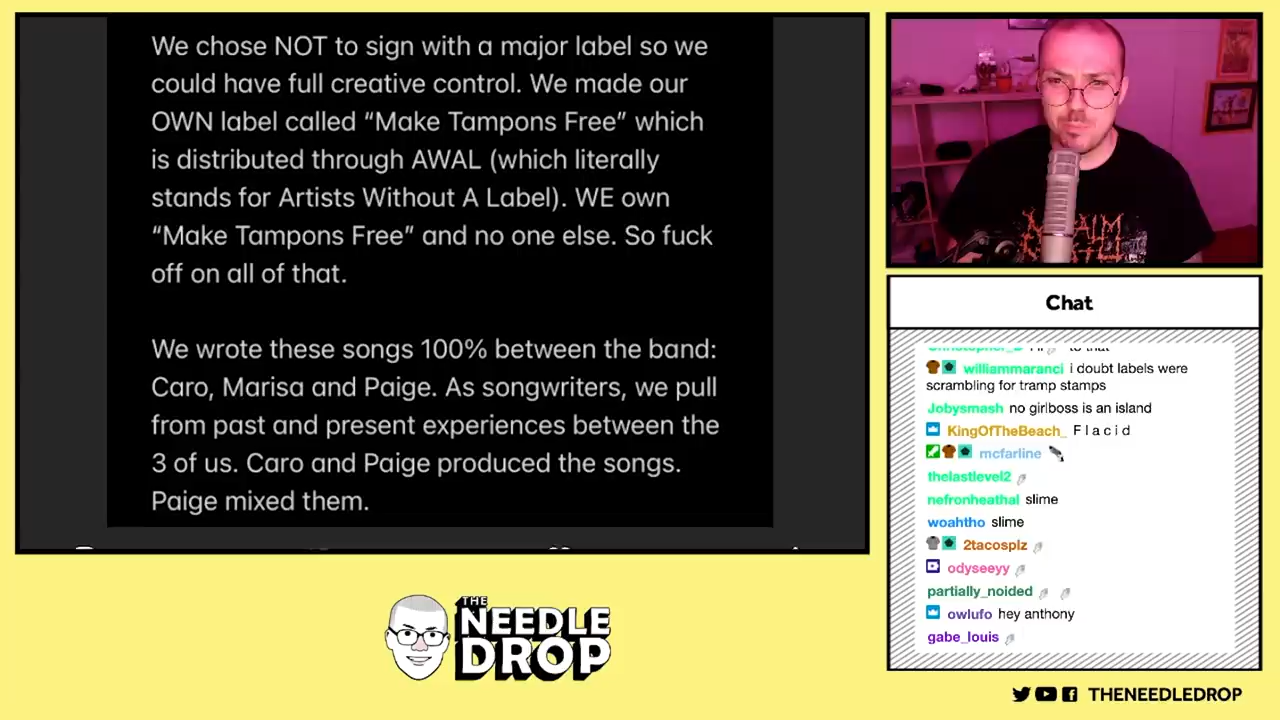 We chose NOT to sign with a major label so we
could have full creative control. We made our
OWN label called “Make Tampons Free” which
is distributed through AWAL (which literally
stands for Artists Without A Label). WE own
“Make Tampons Free” and no one else. So fuck
off on all of that.
We wrote these songs 100% between the band:
Caro, Marisa and Paige. As songwriters, we pull
from past and present experiences between the
3 of us. Caro and Paige produced the songs.
Paige mixed them.
THE
NEEDLE
DROP
Chat
williammaranci i doubt labels were
scrambling for tramp stamps
Jobysmash no girlboss is an island
KingOfTheBeach_ F l a c i d
mcfarline
thelastlevel2
nefronheathal slime
woahtho slime
2tacosplz
odyseeyy
partially_noided
owlufo hey anthony
gabe_louis
THENEEDLEDROP